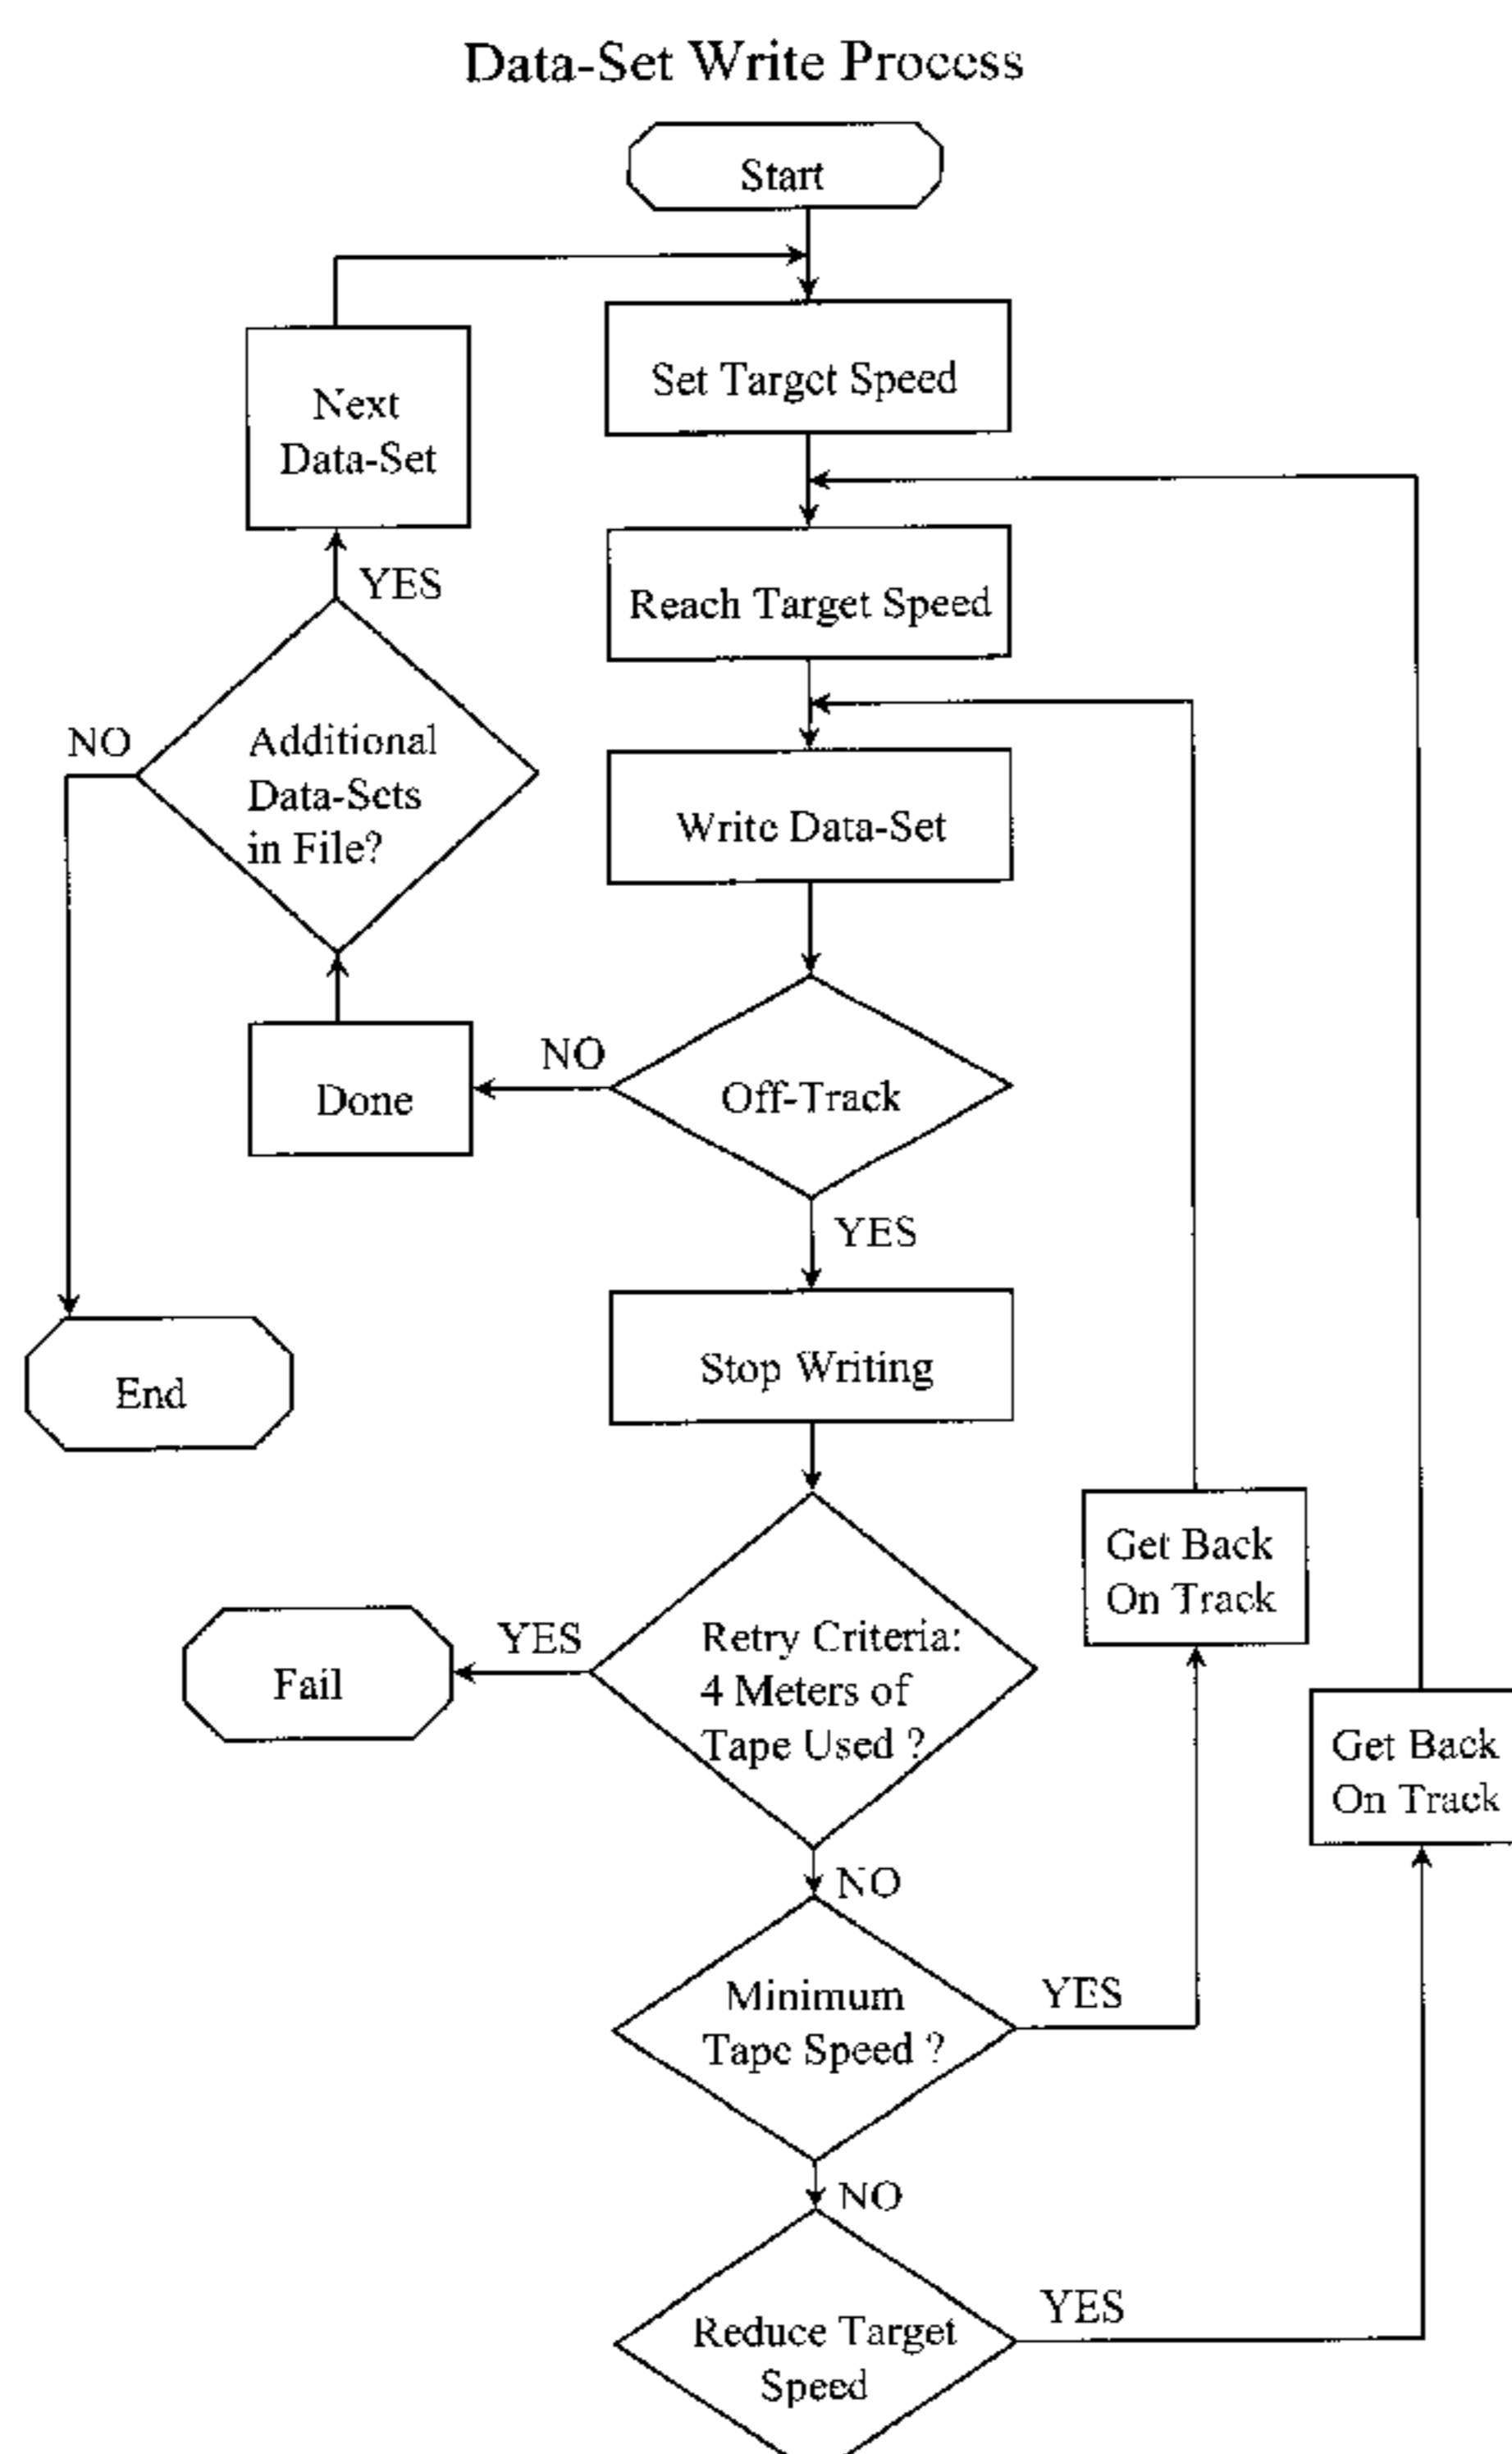 Data-Set Write Process
Start
Set Target Speed
Next
Data-Set
YES
Reach Target Speed
NO
Additional
Data-Sets
in File?
Write Data-Set
NO
Done
Off-Track
YES
Stop Writing
End
Get Back
On Track
YES
Fail
Retry Criteria:
4 Meters of
Tape Used ?
Get Back
On Track
NO
Minimum
Tape Speed ?
YES
NO
Reduce Target
Speed
YES